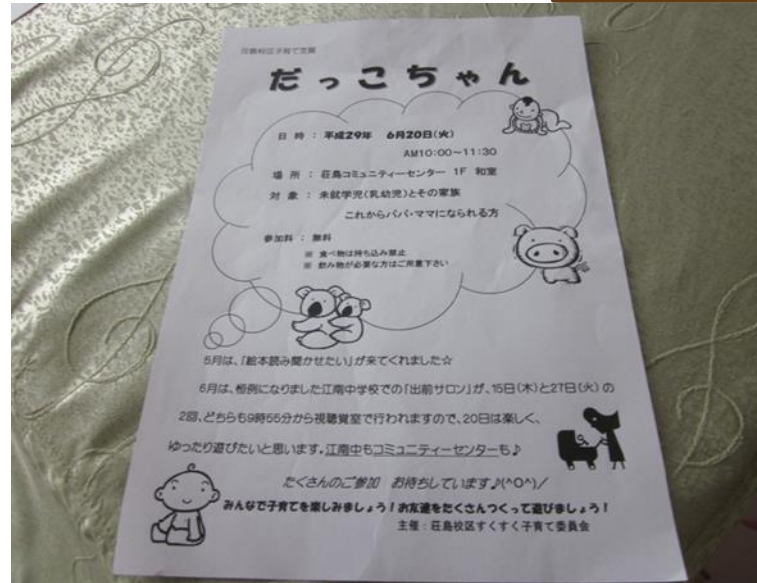 荘島校区子育て支援
だっこちゃん
日 時 : 平成29年 6月20日(火)
AM10:00~11:30
場 所 : 荘島コミュニティーセンター 1F 和室
対 象 : 未就学児(乳幼児)とその家族
これからパパ・ママになられる方
参加料 : 無料
※ 食べ物は持ち込み禁止
※ 飲み物が必要な方はご用意下さい
5月は、「絵本読み聞かせたい」が来てくれました☆
6月は、恒例になりました江南中学校での「出前サロン」が、15日(木)と27日(火)の
2回、どちらも9時55分から視聴覚室で行われますので、20日は楽しく、
ゆったり遊びたいと思います。江南中もコミュニティーセンターも♪
たくさんのご参加 お待ちしています♪(^O^)/
みんなで子育てを楽しみましょう!お友達をたくさんつくって遊びましょう!
主催:荘島校区すくすく子育て委員会